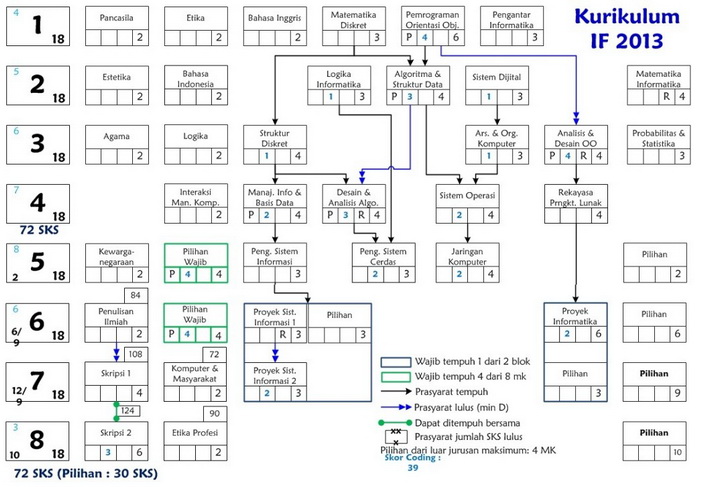 Kurikulum
IF 2013
4
1
18
Pancasila
2
Etika
2
Bahasa Inggris
2
Matematika
Diskret
3
Pemrograman
Orientasi Obj.
P 4 6
Pengantar
Informatika
3
5
2
18
Estetika
2
Bahasa
Indonesia
2
Logika
Informatika
1 3
Algoritma &
Struktur Data
P 3 4
Sistem Dijital
1 3
Matematika
Informatika
R 4
6
3
18
Agama
2
Logika
2
Struktur
Diskret
1 4
Ars. & Org.
Komputer
1 3
Analisis &
Desain OO
P 4 R 4
Probabilitas &
Statistika
3
7
4
18
72 SKS
Interaksi
Man. Komp.
2
Manaj. Info &
Basis Data
P 2 4
Desain &
Analisis Algo.
P 3 R 4
Sistem Operasi
2 4
Rekayasa
Prngkt. Lunak
4
8
5
2 18
Kewarga-
negaraan
2
Pilihan
Wajib
P 4 4
Peng. Sistem
Informasi
3
Peng. Sistem
Cerdas
2 3
Jaringan
Komputer
2 4
Pilihan
2
6
6
6/
9
18
84
Penulisan
Ilmiah
2
Pilihan
Wajib
P 4 4
Proyek Sist.
Informasi 1
R 3
Pilihan
3
Proyek
Informatika
2 6
Pilihan
6
7
12/
9
18
108
Skripsi 1
4
72
Komputer &
Masyarakat
2
Proyek Sist.
Informasi 2
2 3
Pilihan
3
Pilihan
9
3
8
10 18
124
Skripsi 2
3 6
90
Etika Profesi
2
Pilihan
10
Wajib tempuh 1 dari 2 blok
Wajib tempuh 4 dari 8 mk
Prasyarat tempuh
Prasyarat lulus (min D)
Dapat ditempuh bersama
xx
x
Prasyarat jumlah SKS lulus
Pilihan dari luar jurusan maksimum: 4 MK
Skor Coding :
39
72 SKS (Pilihan : 30 SKS)